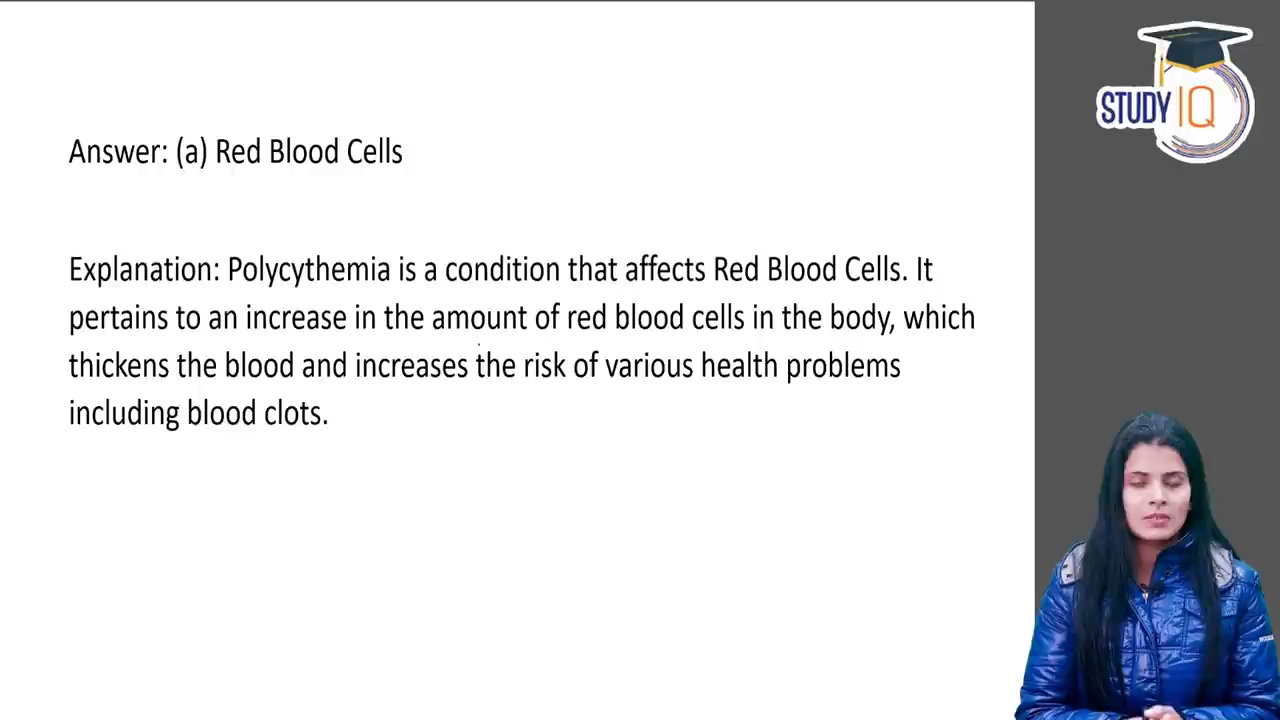 STUDY IQ
Answer: (a) Red Blood Cells
Explanation: Polycythemia is a condition that affects Red Blood Cells. It
pertains to an increase in the amount of red blood cells in the body, which
thickens the blood and increases the risk of various health problems
including blood clots.